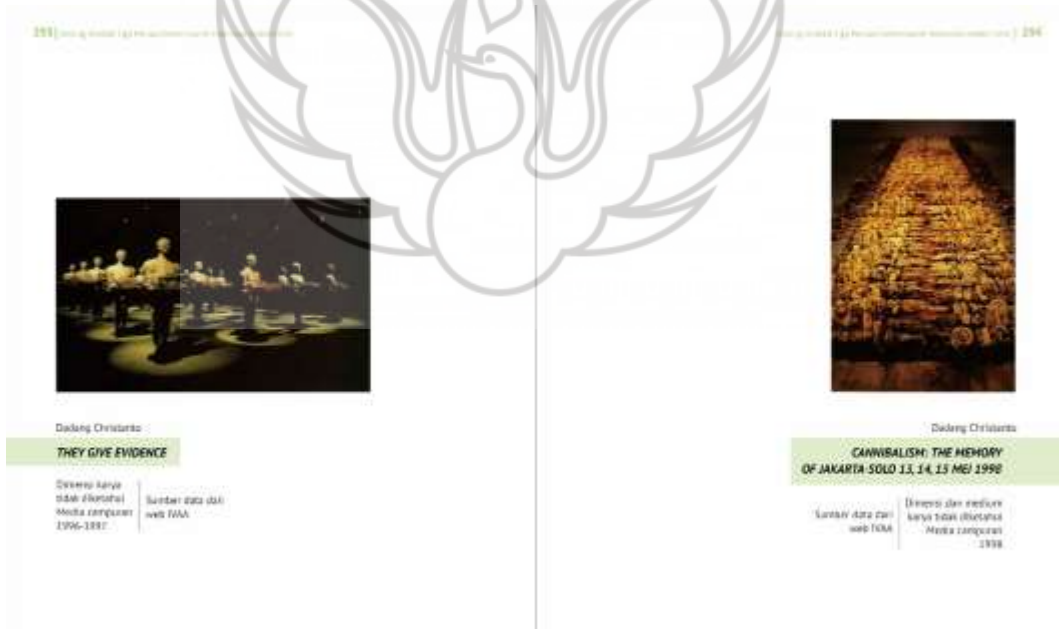 293
294
Dadang Christanto
THEY GIVE EVIDENCE
Dimensi karya
tidak diketahui
Media campuran
1996-1997
Sumber data dari
web IVAA
Dadang Christanto
CANNIBALISM: THE MEMORY
OF JAKARTA-SOLO 13, 14, 15 MEI 1998
Sumber data dari
web IVAA
Dimensi dan medium
karya tidak diketahui
Media campuran
1998